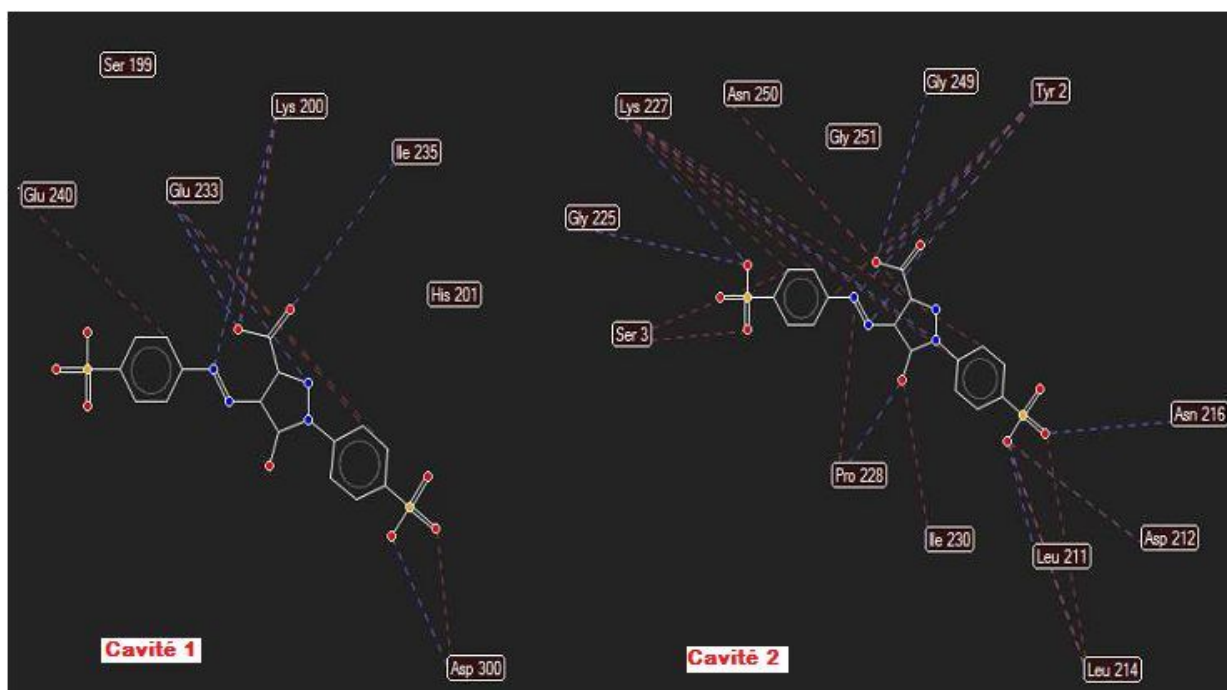 Ser 199
Lys 200
Ile 235
Glu 233
Glu 240
His 201
Asp 300
Cavité 1
Gly 249
Tyr 2
Asn 250
Lys 227
Gly 251
Gly 225
Ser 3
Asn 216
Pro 228
Ile 230
Asp 212
Leu 211
Leu 214
Cavité 2